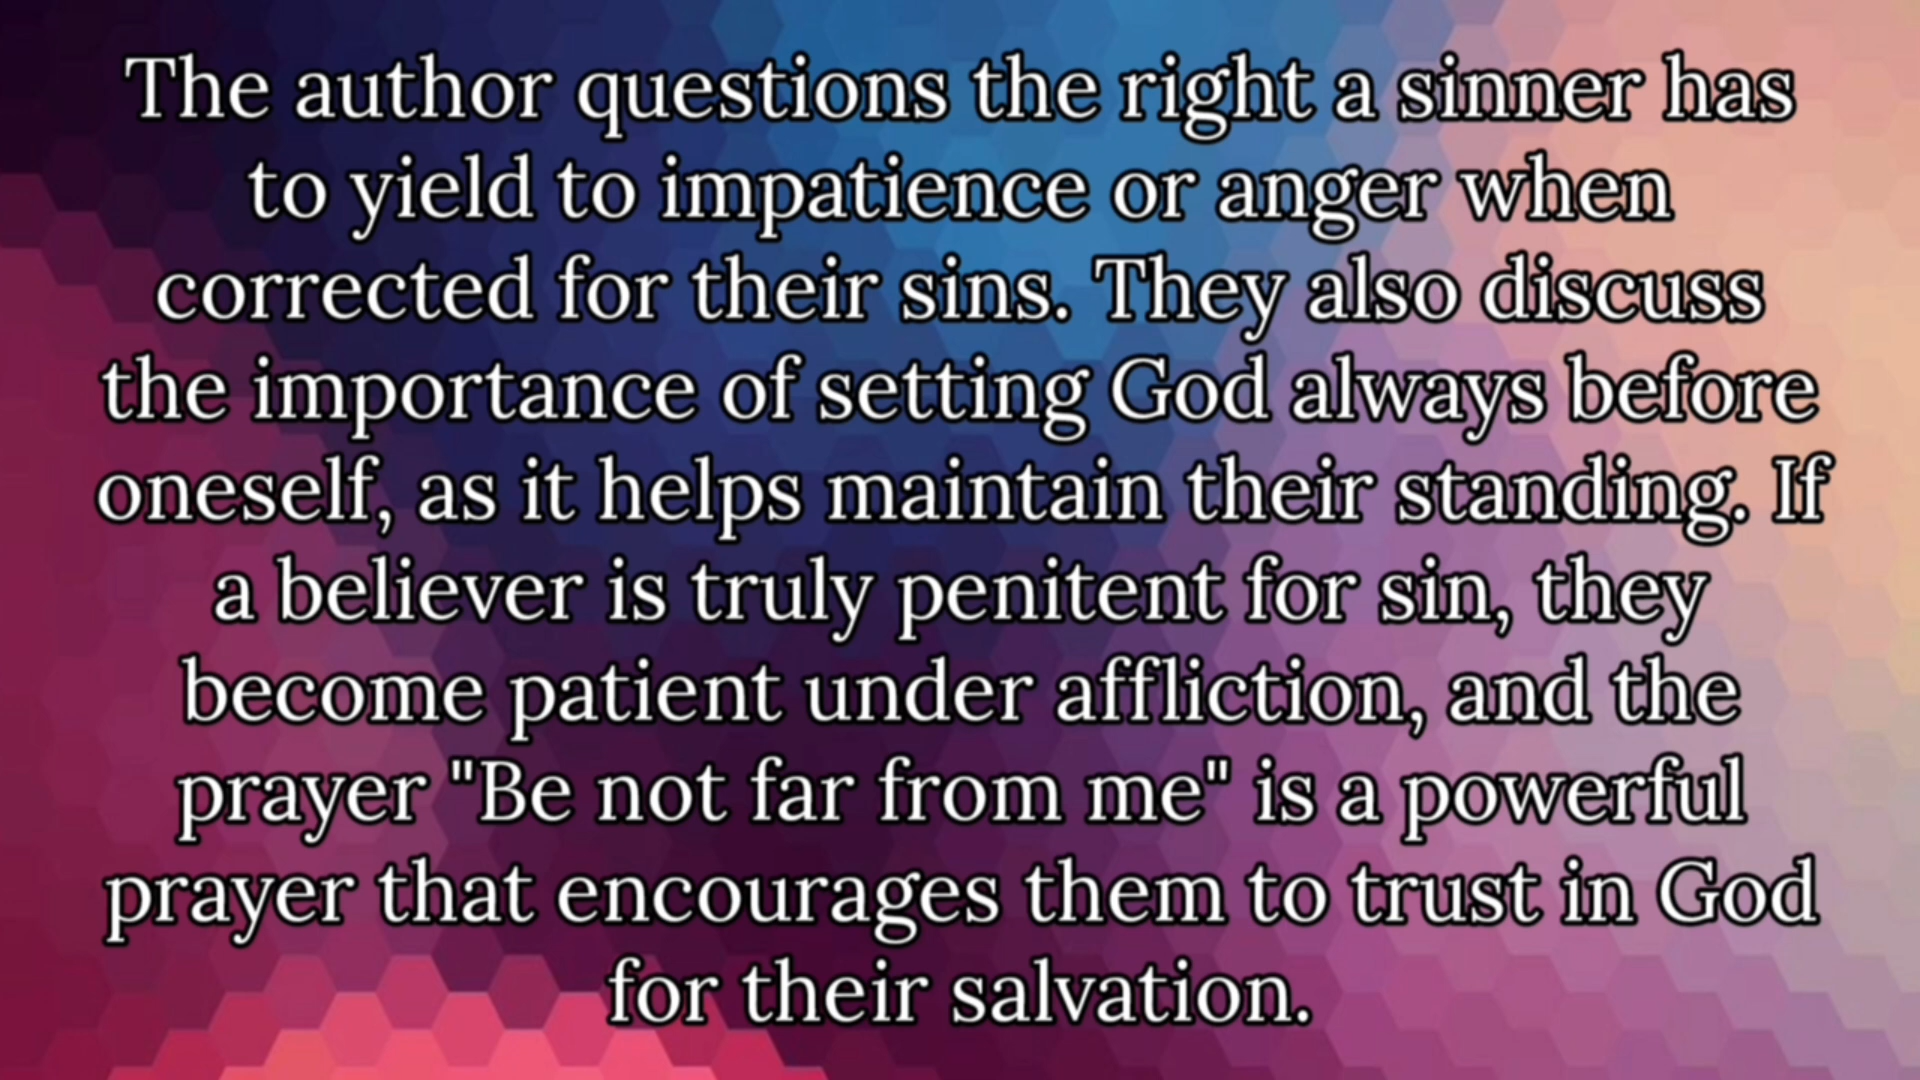 The author questions the right a sinner has
to yield to impatience or anger when
corrected for their sins. They also discuss
the importance of setting God always before
oneself, as it helps maintain their standing. If
a believer is truly penitent for sin, they
become patient under affliction, and the
prayer "Be not far from me" is a powerful
prayer that encourages them to trust in God
for their salvation.